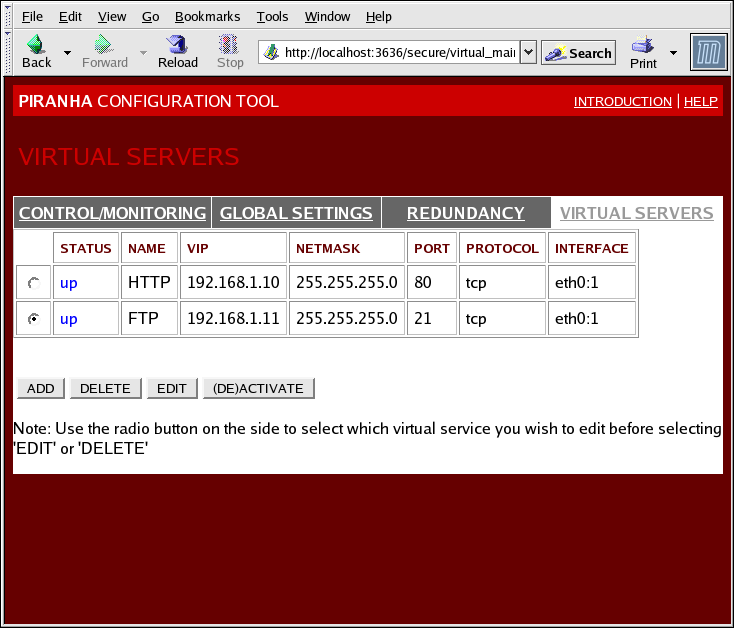 File Edit View Go Bookmarks Tools Window Help
Back Forward Reload Stop http://localhost:3636/secure/virtual_mai Search Print
PIRANHA CONFIGURATION TOOL INTRODUCTION | HELP
VIRTUAL SERVERS
CONTROL/MONITORING GLOBAL SETTINGS REDUNDANCY VIRTUAL SERVERS
STATUS NAME VIP NETMASK PORT PROTOCOL INTERFACE
up HTTP 192.168.1.10 255.255.255.0 80 tcp eth0:1
up FTP 192.168.1.11 255.255.255.0 21 tcp eth0:1
ADD DELETE EDIT (DE)ACTIVATE
Note: Use the radio button on the side to select which virtual service you wish to edit before selecting
'EDIT' or 'DELETE'